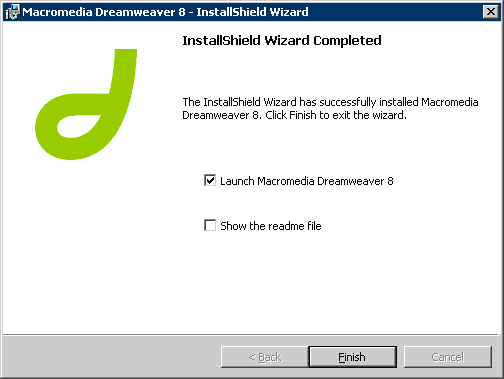 Macromedia Dreamweaver 8 - InstallShield Wizard
InstallShield Wizard Completed
The InstallShield Wizard has successfully installed Macromedia
Dreamweaver 8. Click Finish to exit the wizard.
Launch Macromedia Dreamweaver 8
Show the readme file
< Back Finish Cancel